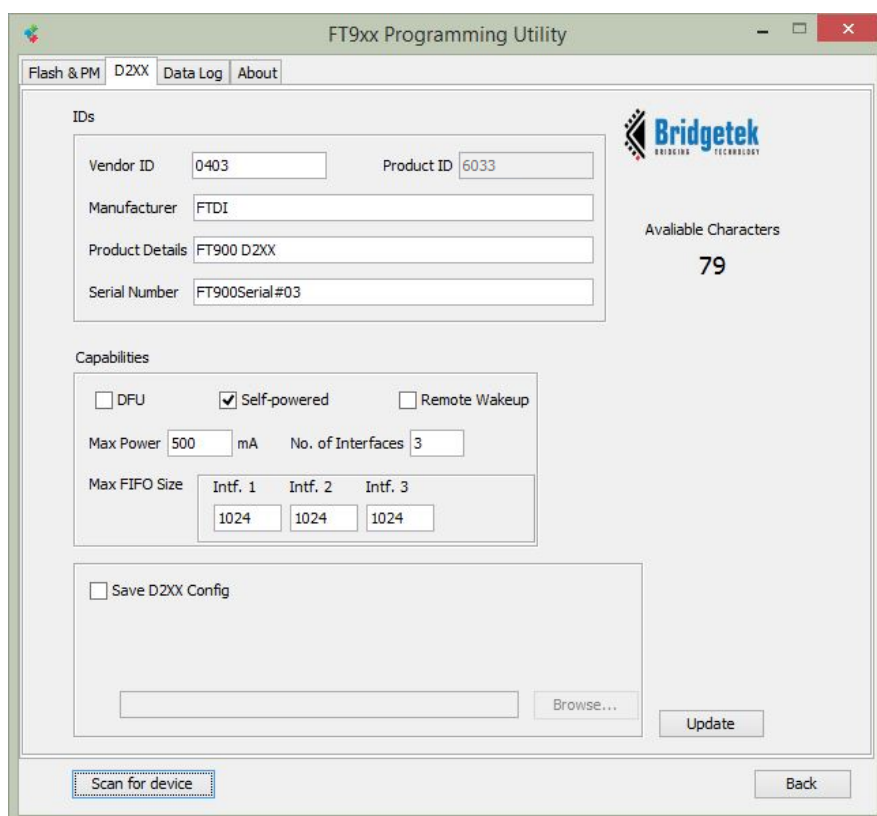 FT9xx Programming Utility
Flash & PM D2XX Data Log About
IDs
Bridgetek
BRIDGING TECHNOLOGY
Vendor ID 0403 Product ID 6033
Manufacturer FTDI
Avaliable Characters
Product Details FT900 D2XX
79
Serial Number FT900Serial#03
Capabilities
DFU Self-powered Remote Wakeup
Max Power 500 mA No. of Interfaces 3
Max FIFO Size Intf. 1 Intf. 2 Intf. 3
1024 1024 1024
Save D2XX Config
Browse...
Update
Scan for device Back